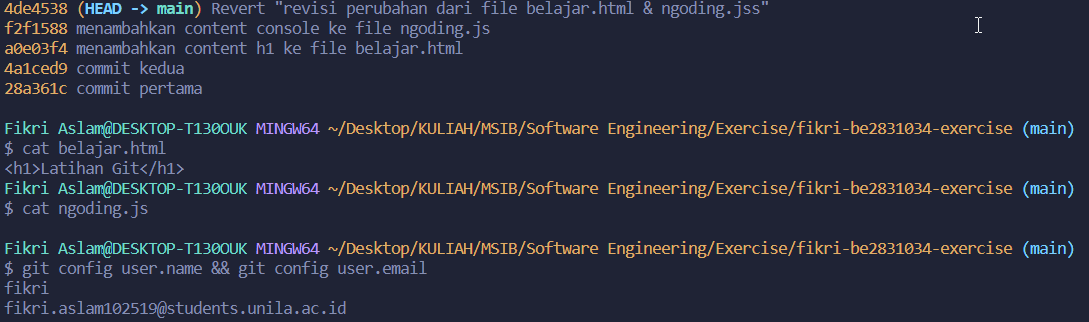 4de4538 (HEAD -> main) Revert "revisi perubahan dari file belajar.html & ngoding.jss"
f2f1588 menambahkan content console ke file ngoding.js
a0e03f4 menambahkan content h1 ke file belajar.html
4a1ced9 commit kedua
28a361c commit pertama
Fikri Aslam@DESKTOP-T130OUK MINGW64 ~/Desktop/KULIAH/MSIB/Software Engineering/Exercise/fikri-be2831034-exercise (main)
$ cat belajar.html
<h1>Latihan Git</h1>
Fikri Aslam@DESKTOP-T130OUK MINGW64 ~/Desktop/KULIAH/MSIB/Software Engineering/Exercise/fikri-be2831034-exercise (main)
$ cat ngoding.js
Fikri Aslam@DESKTOP-T130OUK MINGW64 ~/Desktop/KULIAH/MSIB/Software Engineering/Exercise/fikri-be2831034-exercise (main)
$ git config user.name && git config user.email
fikri
fikri.aslam102519@students.unila.ac.id